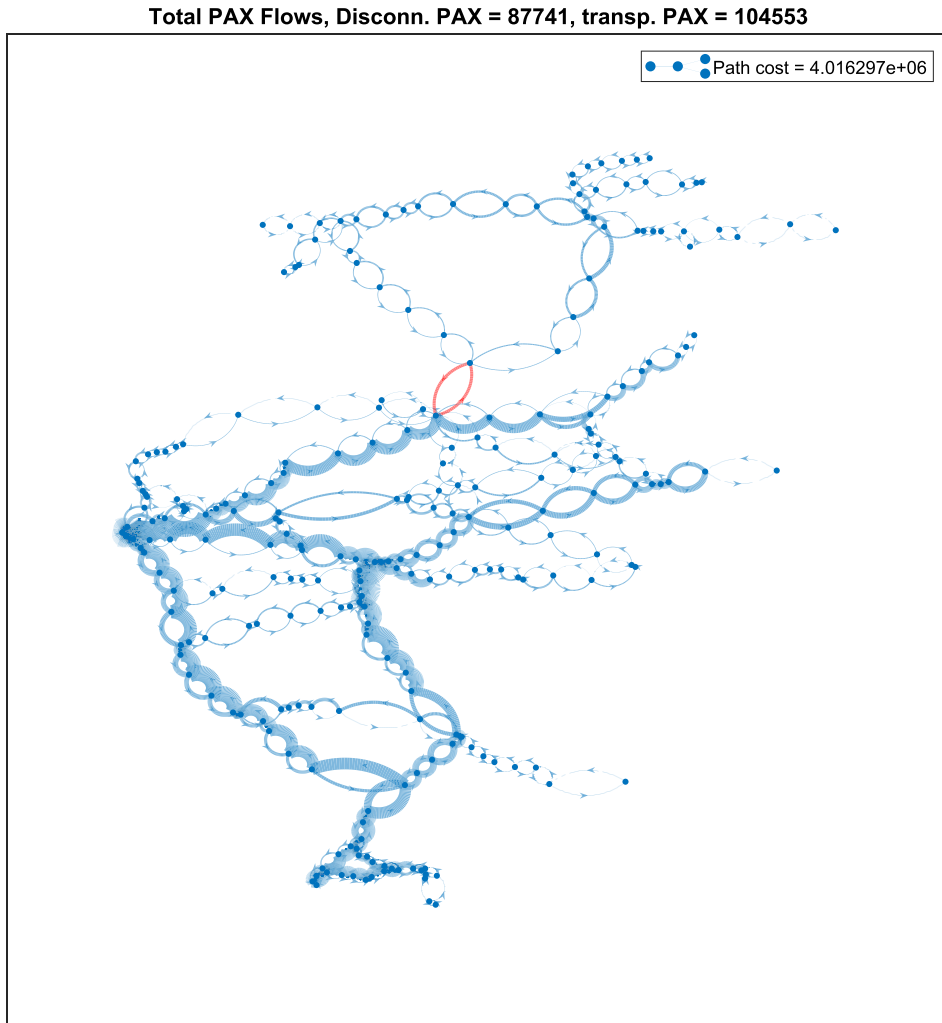 Total PAX Flows, Disconn. PAX = 87741, transp. PAX = 104553
Path cost = 4.016297e+06